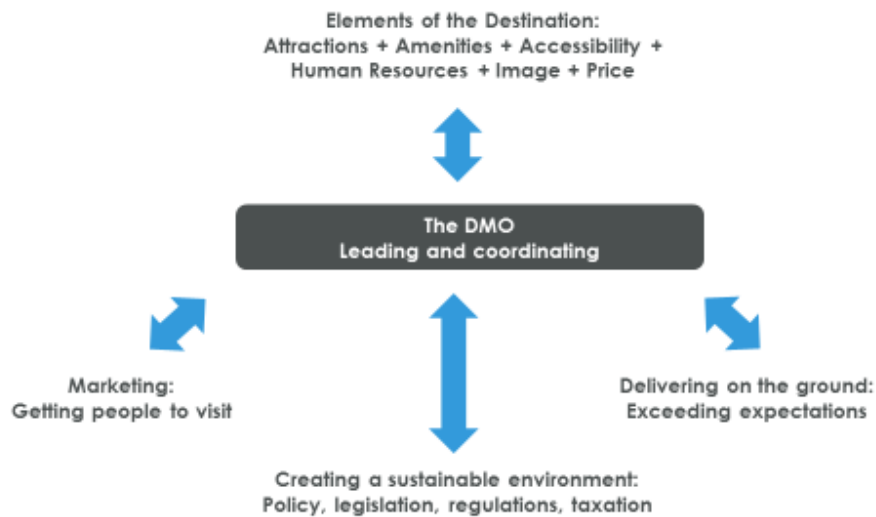 Elements of the Destination:
Attractions + Amenities + Accessibility +
Human Resources + Image + Price
The DMO
Leading and coordinating
Marketing:
Getting people to visit
Delivering on the ground:
Exceeding expectations
Creating a sustainable environment:
Policy, legislation, regulations, taxation